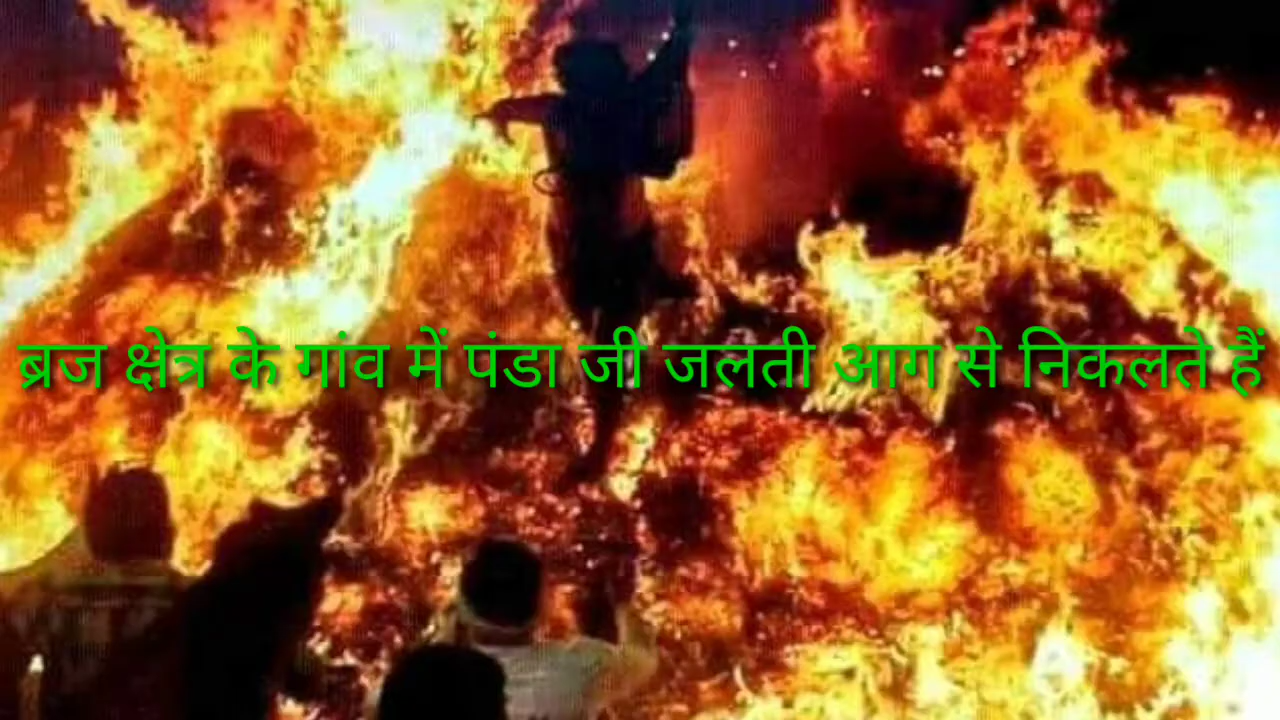 ब्रज क्षेत्र के गांव में पंडा जी जलती आग से निकलते हैं